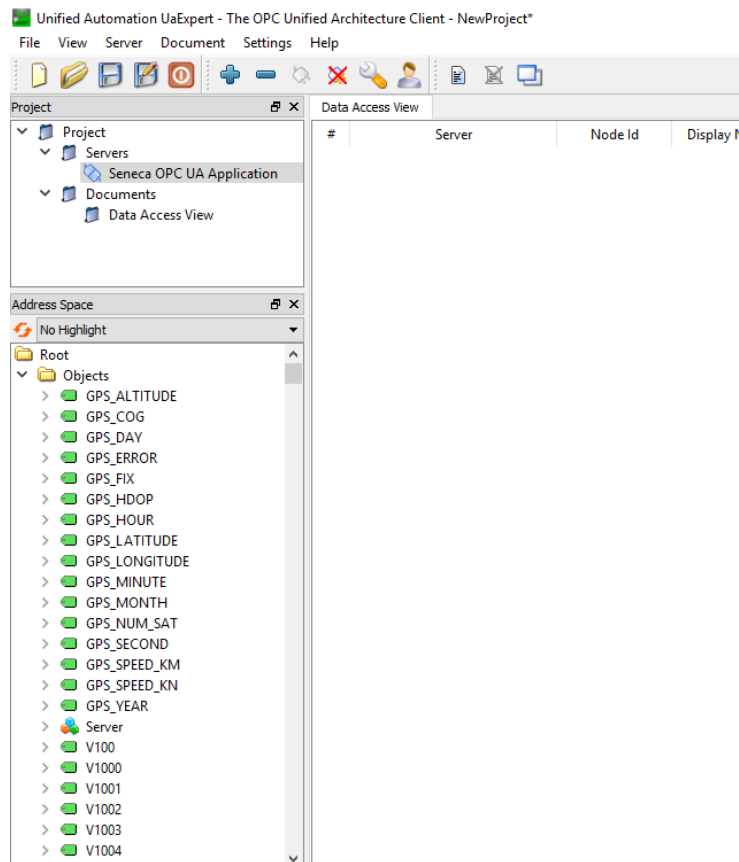 Unified Automation UaExpert - The OPC Unified Architecture Client - NewProject*
File View Server Document Settings Help
Project
Project
Servers
Seneca OPC UA Application
Documents
Data Access View
Address Space
No Highlight
Root
Objects
GPS_ALTITUDE
GPS_COG
GPS_DAY
GPS_ERROR
GPS_FIX
GPS_HDOP
GPS_HOUR
GPS_LATITUDE
GPS_LONGITUDE
GPS_MINUTE
GPS_MONTH
GPS_NUM_SAT
GPS_SECOND
GPS_SPEED_KM
GPS_SPEED_KN
GPS_YEAR
Server
V100
V1000
V1001
V1002
V1003
V1004
Data Access View
# Server Node Id Display